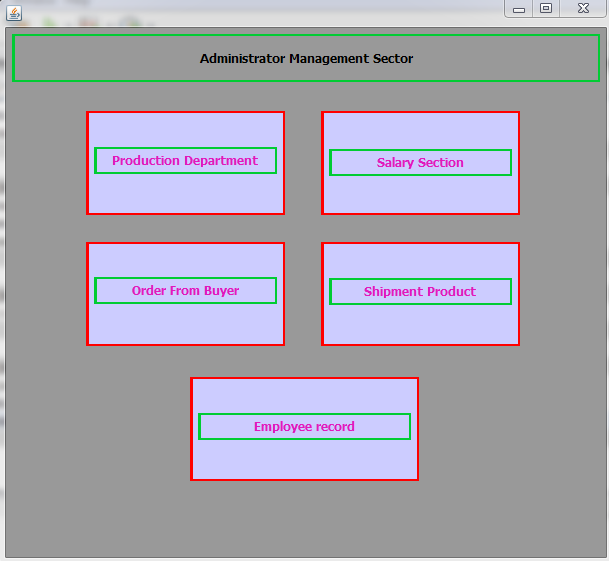 Administrator Management Sector
Production Department
Salary Section
Order From Buyer
Shipment Product
Employee record